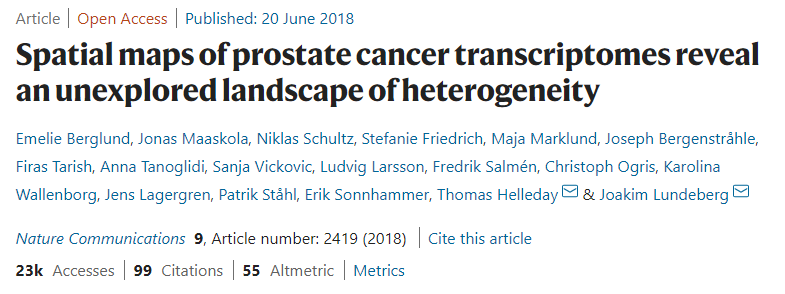 Article | Open Access | Published: 20 June 2018
Spatial maps of prostate cancer transcriptomes reveal
an unexplored landscape of heterogeneity
Emelie Berglund, Jonas Maaskola, Niklas Schultz, Stefanie Friedrich, Maja Marklund, Joseph Bergenstråhle,
Firas Tarish, Anna Tanoglidi, Sanja Vickovic, Ludvig Larsson, Fredrik Salmén, Christoph Ogris, Karolina
Wallenborg, Jens Lagergren, Patrik Ståhl, Erik Sonnhammer, Thomas Helleday & Joakim Lundeberg
Nature Communications 9, Article number: 2419 (2018) | Cite this article
23k Accesses | 99 Citations | 55 Altmetric | Metrics